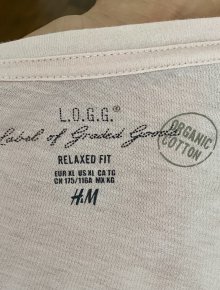 L.O.G.G.®
Label of Graded Goods
ORGANIC
COTTON
RELAXED FIT
EUR XL US XL CA TG
CN 175/116A MX XG
H&M